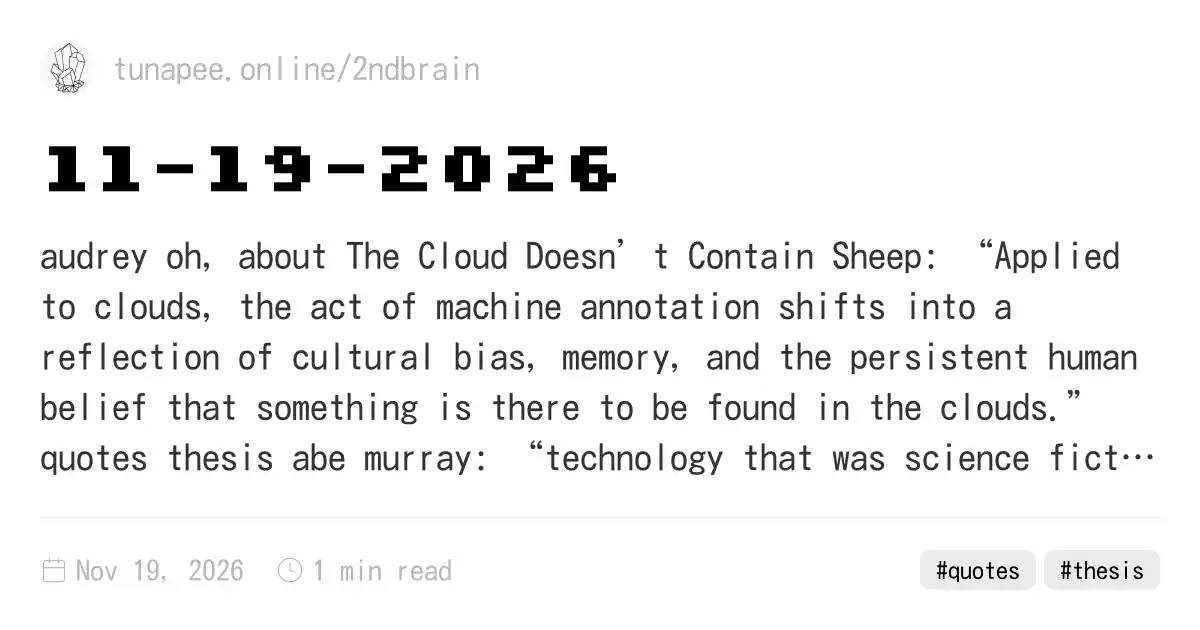 tunapee.online/2ndbrain
11-19-2026
audrey oh, about The Cloud Doesn’t Contain Sheep: “Applied
to clouds, the act of machine annotation shifts into a
reflection of cultural bias, memory, and the persistent human
belief that something is there to be found in the clouds.”
quotes thesis abe murray: “technology that was science fict…
Nov 19, 2026 1 min read
#quotes #thesis